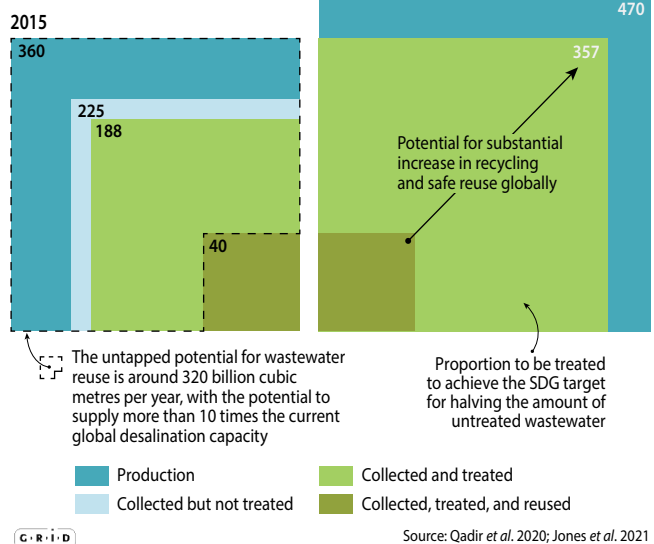 2015
470
360
357
225
188
Potential for substantial
increase in recycling
and safe reuse globally
40
The untapped potential for wastewater
reuse is around 320 billion cubic
metres per year, with the potential to
supply more than 10 times the current
global desalination capacity
Proportion to be treated
to achieve the SDG target
for halving the amount of
untreated wastewater
Production
Collected and treated
Collected but not treated
Collected, treated, and reused
G·R·I·D
Source: Qadir et al. 2020; Jones et al. 2021